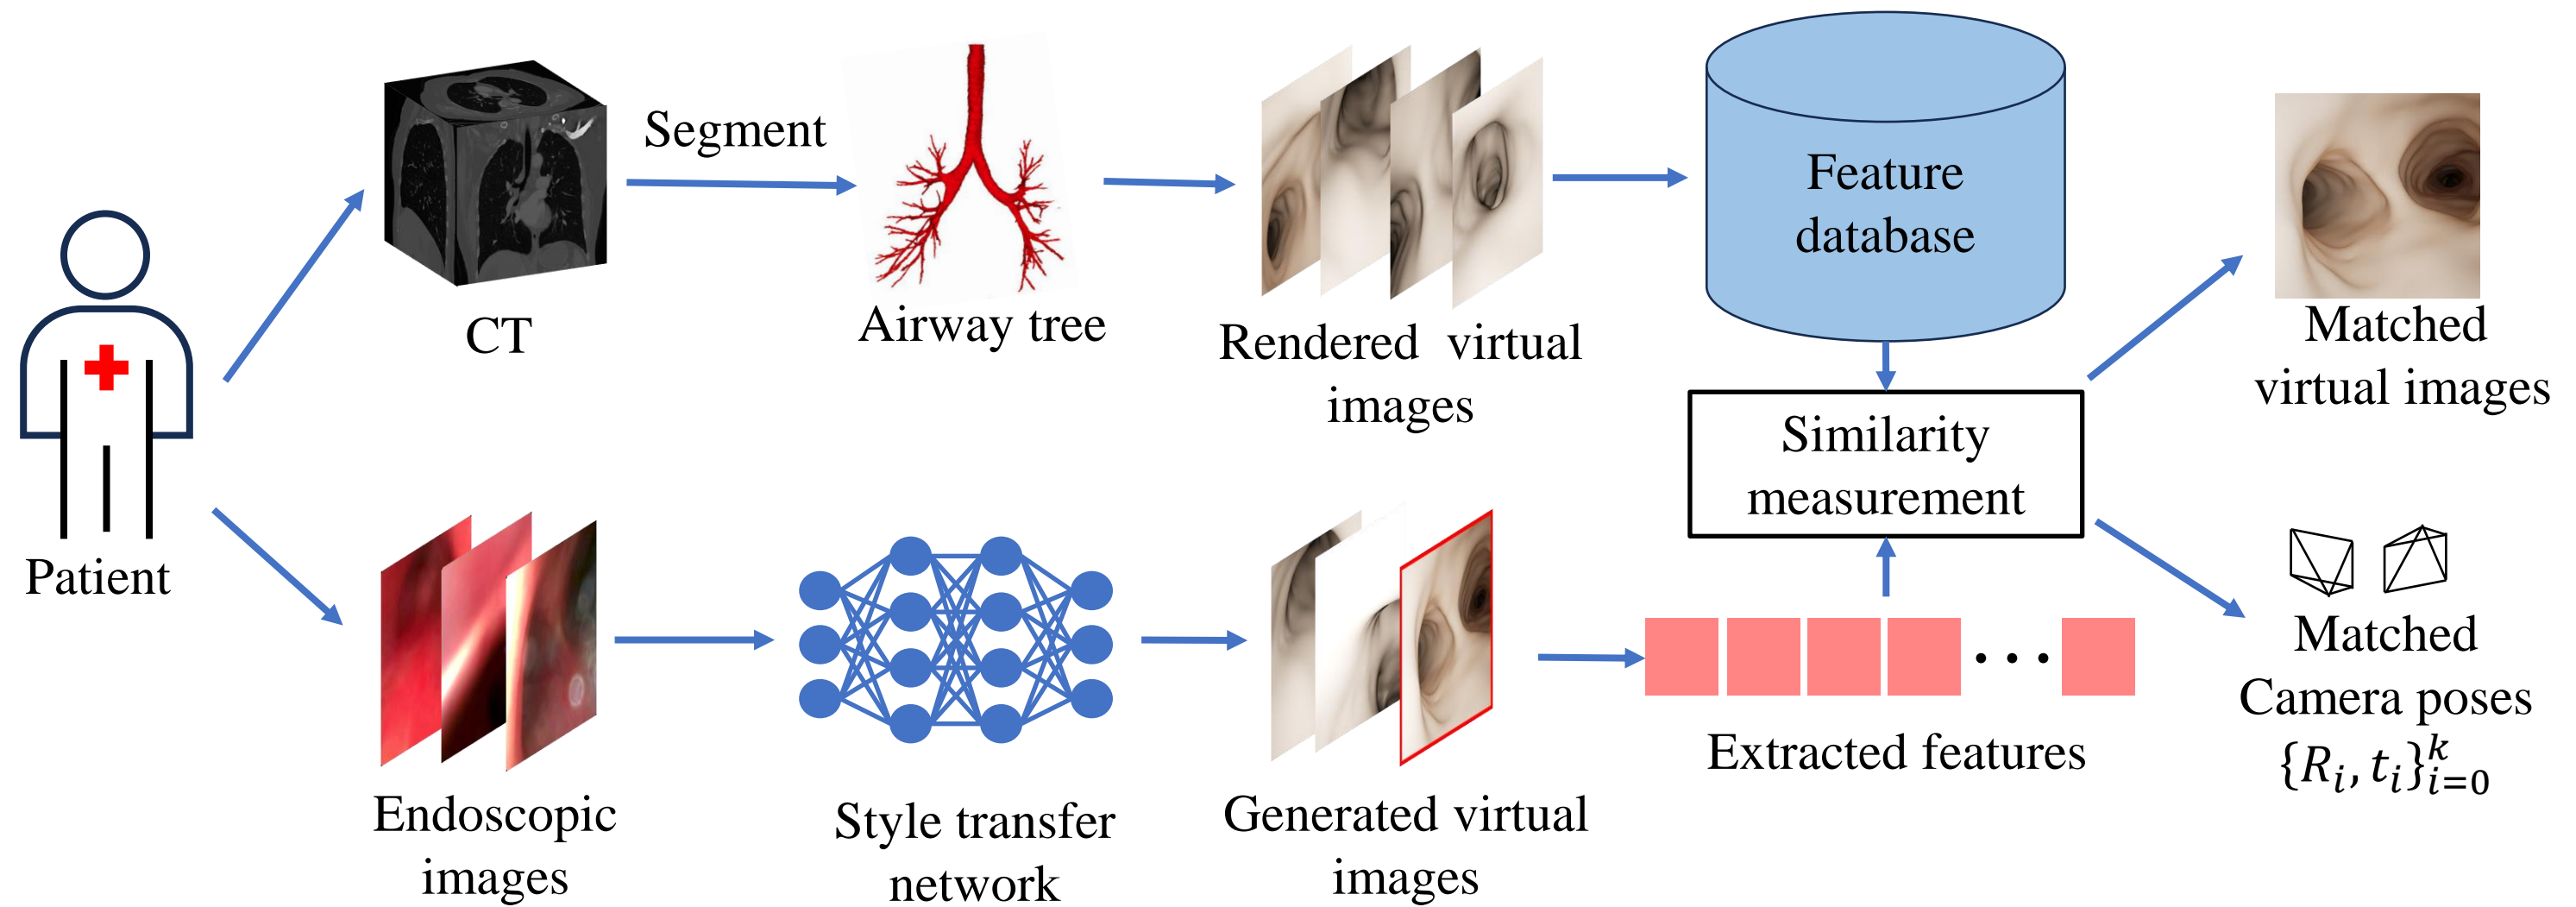 Patient
CT
Segment
Airway tree
Rendered virtual
images
Feature
database
Similarity
measurement
Matched
virtual images
Endoscopic
images
Style transfer
network
Generated virtual
images
Extracted features
Matched
Camera poses
{R_i, t_i}_{i=0}^{k}